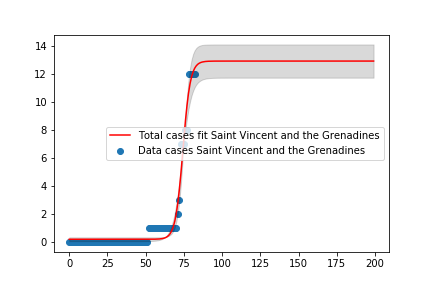 14
12
10
8
6
4
2
0
Total cases fit Saint Vincent and the Grenadines
Data cases Saint Vincent and the Grenadines
0 25 50 75 100 125 150 175 200